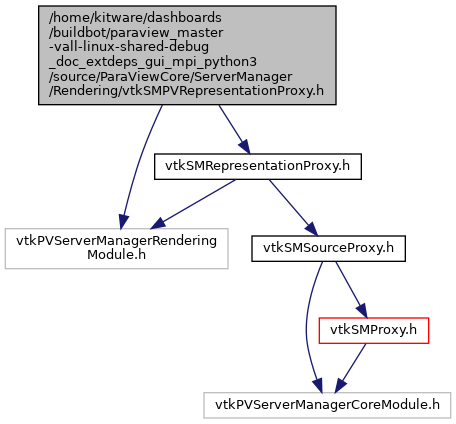 /home/kitware/dashboards
/buildbot/paraview_master
-vall-linux-shared-debug
_doc_extdeps_gui_mpi_python3
/source/ParaViewCore/ServerManager
/Rendering/vtkSMPVRepresentationProxy.h
vtkSMRepresentationProxy.h
vtkPVServerManagerRendering
Module.h
vtkSMSourceProxy.h
vtkSMProxy.h
vtkPVServerManagerCoreModule.h